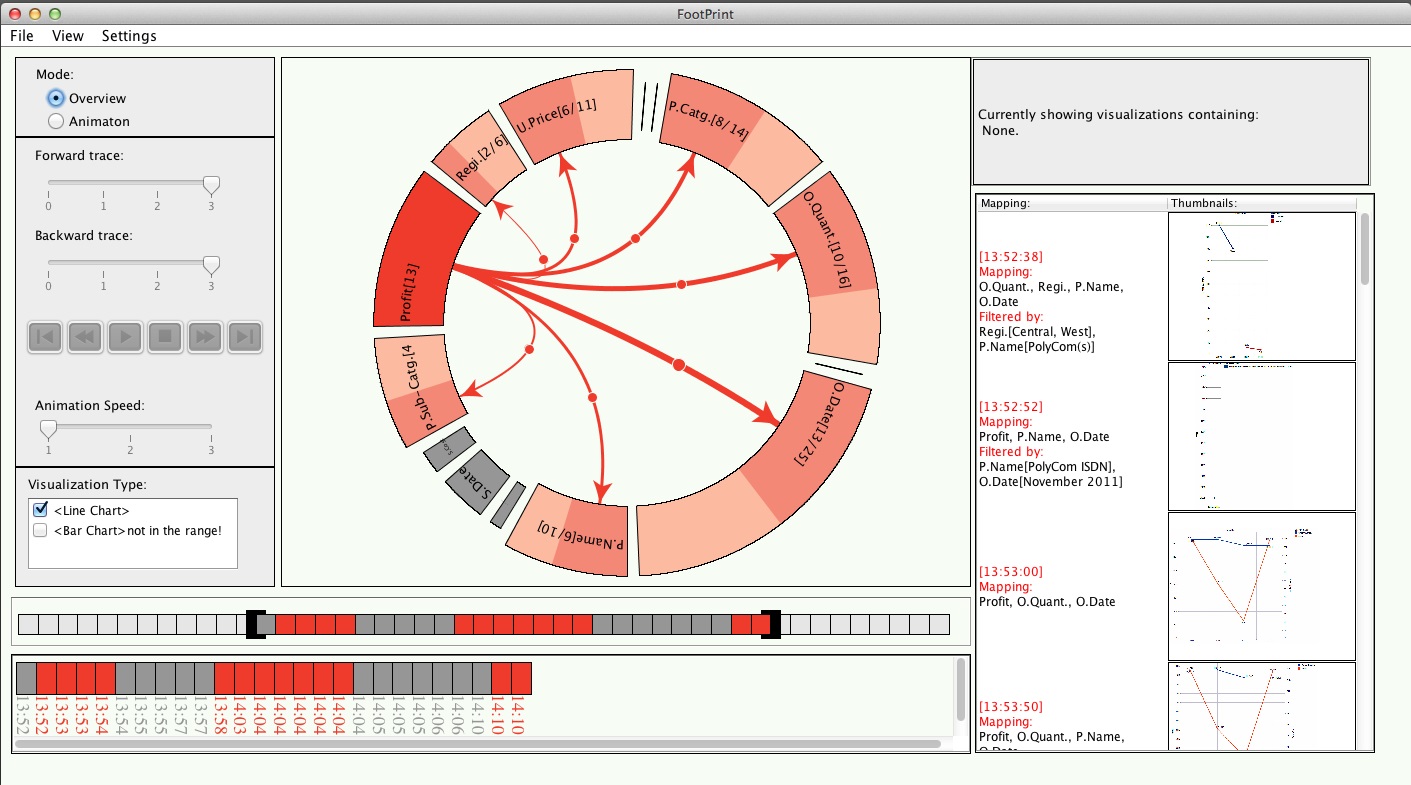 FootPrint
File View Settings
Mode:
Overview
Animaton
Forward trace:
0 1 2 3
Backward trace:
0 1 2 3
Animation Speed:
1 2 3
Visualization Type:
<Line Chart>
<Bar Chart>not in the range!
U.Price[6/11]
P.Catg.[8/14]
Regi.[2/6]
O.Quant.[10/16]
Profit[13]
P.Sub-Catg.[4
O.Date[13/25]
S.Date
P.Name[6/10]
Currently showing visualizations containing:
None.
Mapping: Thumbnails:
[13:52:38]
Mapping:
O.Quant., Regi., P.Name,
O.Date
Filtered by:
Regi.[Central, West],
P.Name[PolyCom(s)]
[13:52:52]
Mapping:
Profit, P.Name, O.Date
Filtered by:
P.Name[PolyCom ISDN],
O.Date[November 2011]
[13:53:00]
Mapping:
Profit, O.Quant., O.Date
[13:53:50]
Mapping:
Profit, O.Quant., P.Name,
O.Date
13:52 13:52 13:53 13:53 13:54 13:54 13:55 13:55 13:57 13:57 13:58 14:03 14:04 14:04 14:04 14:04 14:04 14:04 14:05 14:05 14:05 14:06 14:06 14:10 14:10 14:10